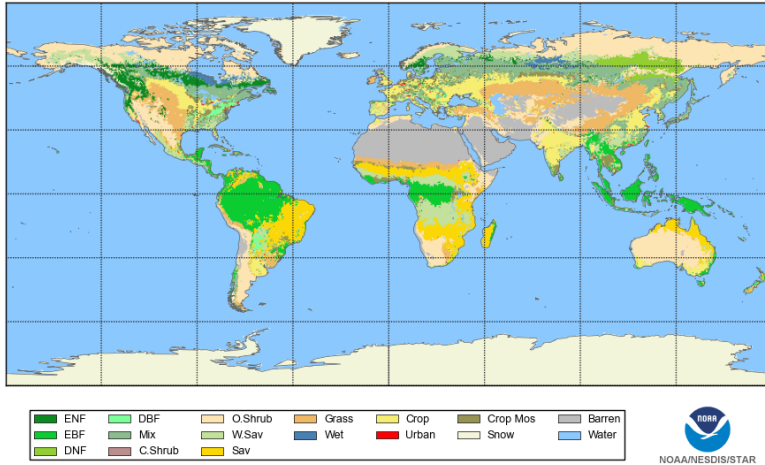 ENF DBF O.Shrub Grass Crop Crop Mos Barren
EBF Mix W.Sav Wet Urban Snow Water
DNF C.Shrub Sav
NOAA
NOAA/NESDIS/STAR